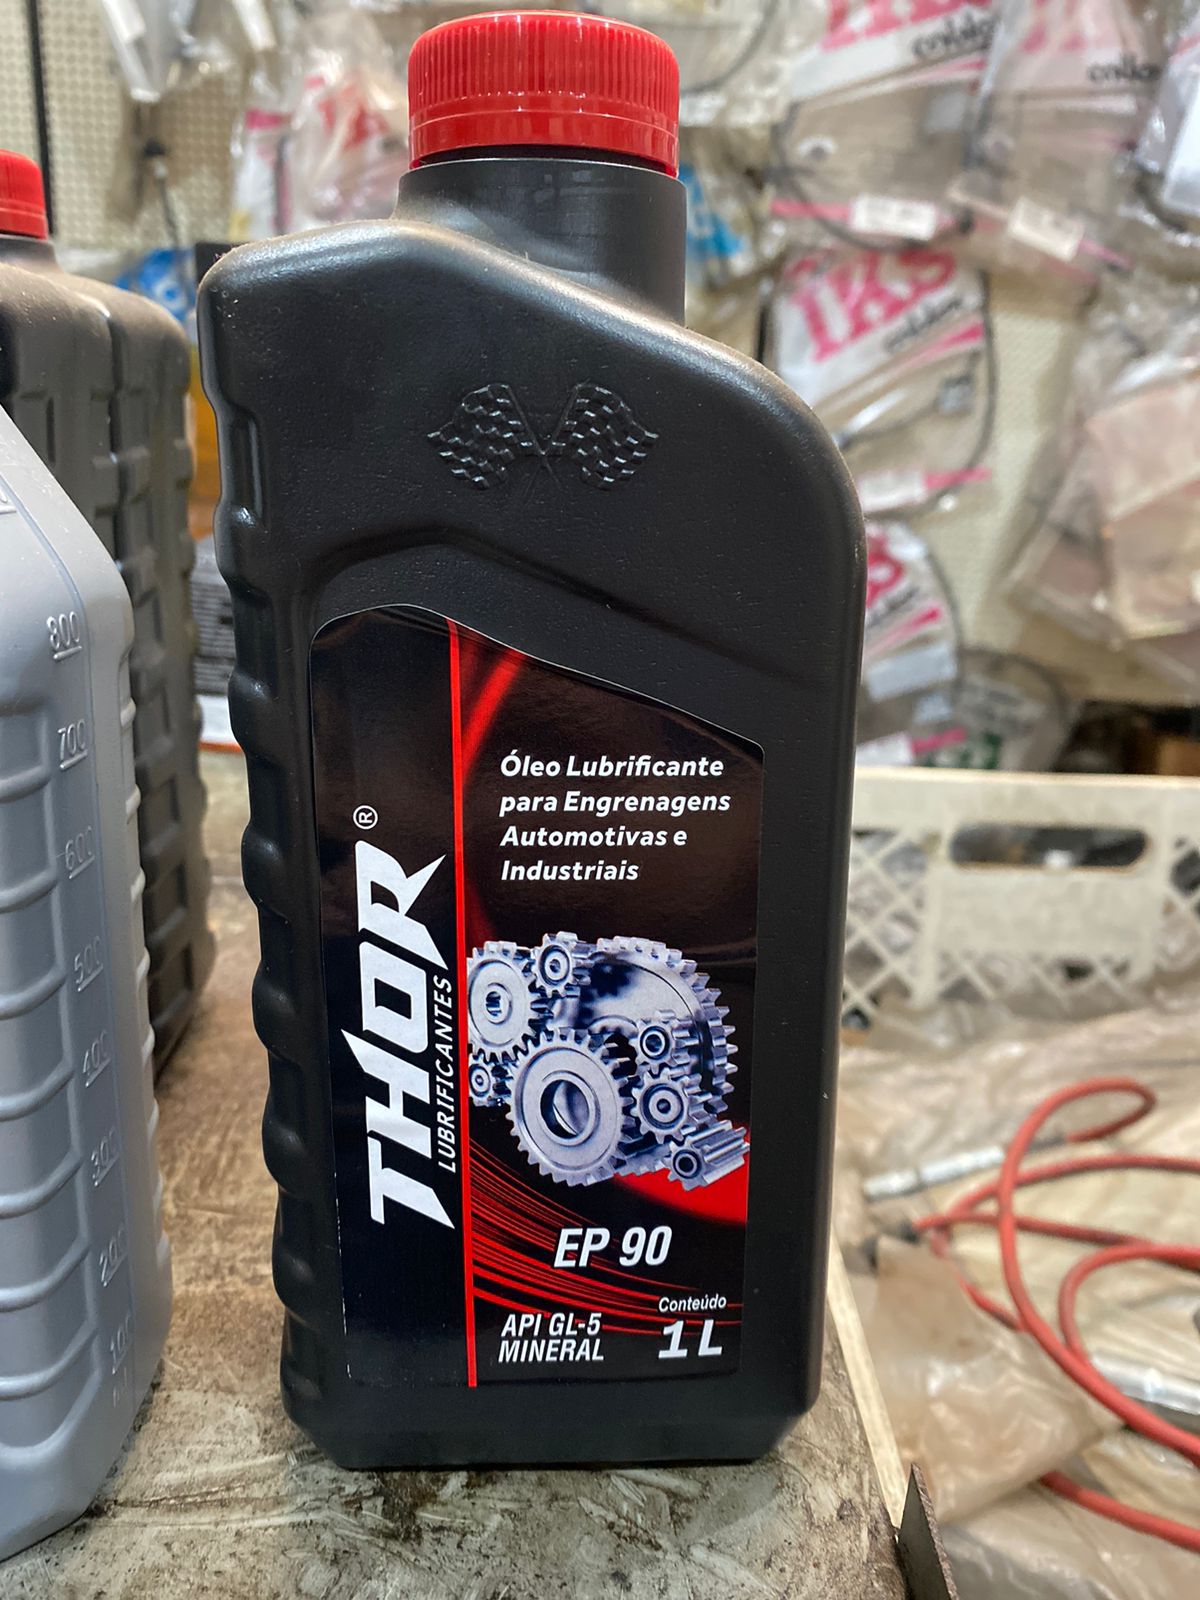 Óleo Lubrificante
para Engrenagens
Automotivas e
Industriais
THOR®
LUBRIFICANTES
EP 90
API GL-5
MINERAL
Conteúdo
1 L
800
700
600
500
400
300
200
100